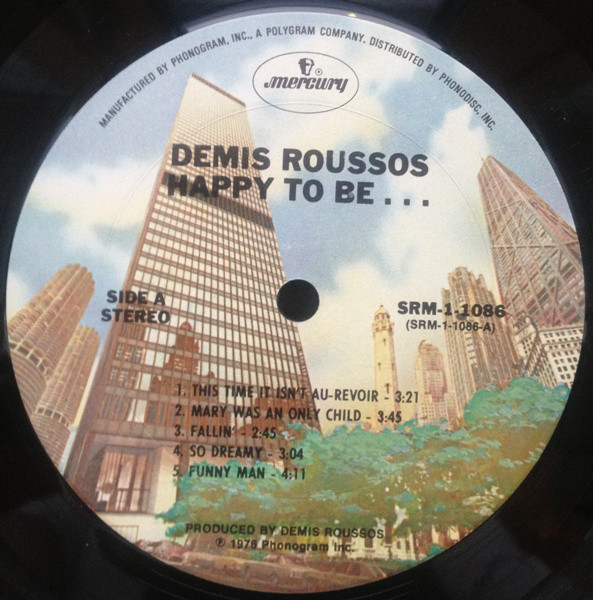 MANUFACTURED BY PHONOGRAM, INC., A POLYGRAM COMPANY. DISTRIBUTED BY PHONODISC, INC.
mercury
DEMIS ROUSSOS
HAPPY TO BE...
SIDE A
STEREO
SRM-1-1086
(SRM-1-1086-A)
1. THIS TIME IT ISN'T AU-REVOIR - 3:21
2. MARY WAS AN ONLY CHILD - 3:45
3. FALLIN' - 2:45
4. SO DREAMY - 3:04
5. FUNNY MAN - 4:11
PRODUCED BY DEMIS ROUSSOS
℗ 1976 Phonogram Inc.